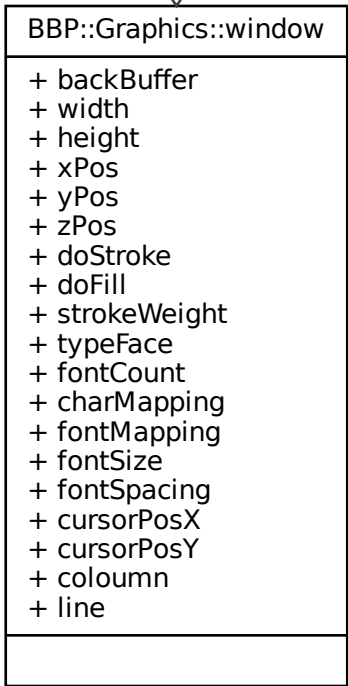 BBP::Graphics::window
+ backBuffer
+ width
+ height
+ xPos
+ yPos
+ zPos
+ doStroke
+ doFill
+ strokeWeight
+ typeFace
+ fontCount
+ charMapping
+ fontMapping
+ fontSize
+ fontSpacing
+ cursorPosX
+ cursorPosY
+ coloumn
+ line